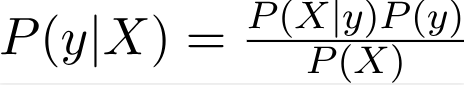 P(y|X) = P(X|y)P(y) / P(X)